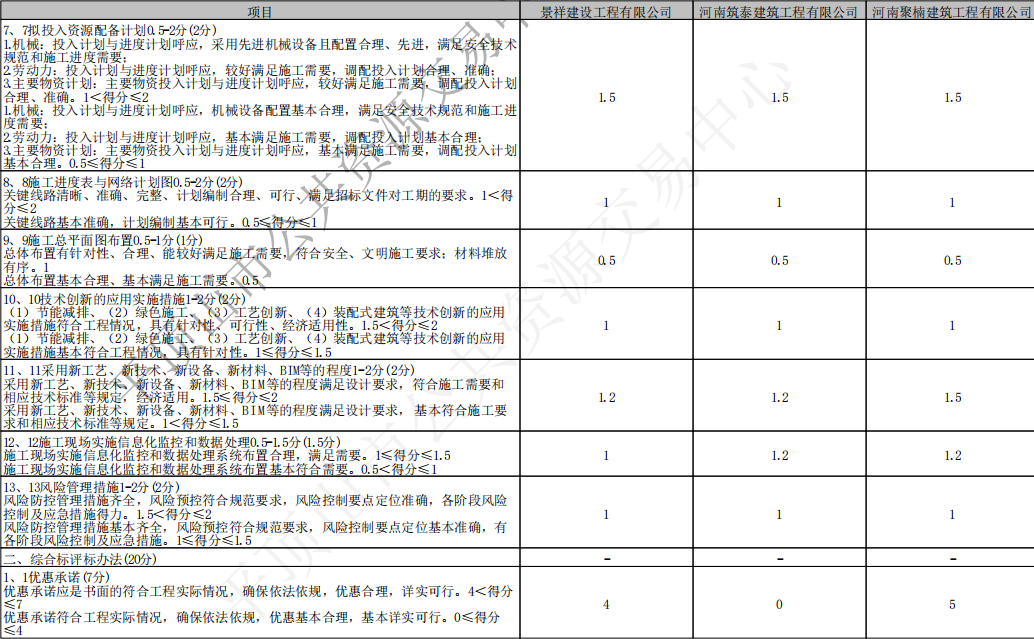 项目 景祥建设工程有限公司 河南筑泰建筑工程有限公司 河南聚楠建筑工程有限公司
7、7拟投入资源配备计划0.5-2分(2分)
1.机械：投入计划与进度计划呼应，采用先进机械设备且配置合理、先进，满足安全技术
规范和施工进度需要；
2.劳动力：投入计划与进度计划呼应，较好满足施工需要，调配投入计划合理、准确；
3.主要物资计划：主要物资投入计划与进度计划呼应，较好满足施工需要，调配投入计划
合理、准确。1＜得分≤2
1.机械：投入计划与进度计划呼应，机械设备配置基本合理，满足安全技术规范和施工进
度需要；
2.劳动力：投入计划与进度计划呼应，基本满足施工需要，调配投入计划基本合理；
3.主要物资计划：主要物资投入计划与进度计划呼应，基本满足施工需要，调配投入计划
基本合理。0.5≤得分≤1
1.5 1.5 1.5
8、8施工进度表与网络计划图0.5-2分(2分)
关键线路清晰、准确、完整、计划编制合理、可行、满足招标文件对工期的要求。1＜得
分≤2
关键线路基本准确，计划编制基本可行。0.5≤得分≤1
1 1 1
9、9施工总平面图布置0.5-1分(1分)
总体布置有针对性、合理、能较好满足施工需要，符合安全、文明施工要求；材料堆放
有序。1
总体布置基本合理、基本满足施工需要。0.5
0.5 0.5 0.5
10、10技术创新的应用实施措施1-2分(2分)
（1）节能减排、（2）绿色施工、（3）工艺创新、（4）装配式建筑等技术创新的应用
实施措施符合工程情况，具有针对性、可行性、经济适用性。1.5＜得分≤2
（1）节能减排、（2）绿色施工、（3）工艺创新、（4）装配式建筑等技术创新的应用
实施措施基本符合工程情况，具有针对性。1≤得分≤1.5
1 1 1
11、11采用新工艺、新技术、新设备、新材料、BIM等的程度1-2分(2分)
采用新工艺、新技术、新设备、新材料、BIM等的程度满足设计要求，符合施工需要和
相应技术标准等规定，经济适用。1.5≤得分≤2
采用新工艺、新技术、新设备、新材料、BIM等的程度满足设计要求，基本符合施工要
求和相应技术标准等规定。1＜得分≤1.5
1.2 1.2 1.5
12、12施工现场实施信息化监控和数据处理0.5-1.5分(1.5分)
施工现场实施信息化监控和数据处理系统布置合理，满足需要。1≤得分≤1.5
施工现场实施信息化监控和数据处理系统布置基本符合需要。0.5＜得分≤1
1 1.2 1.2
13、13风险管理措施1-2分(2分)
风险防控管理措施齐全，风险预控符合规范要求，风险控制要点定位准确，各阶段风险
控制及应急措施得力。1.5＜得分≤2
风险防控管理措施基本齐全，风险预控符合规范要求，风险控制要点定位基本准确，有
各阶段风险控制及应急措施。1≤得分≤1.5
1 1 1
二、综合标评标办法(20分) - - -
1、1优惠承诺(7分)
优惠承诺应是书面的符合工程实际情况，确保依法依规，优惠合理，详实可行。4＜得分
≤7
优惠承诺符合工程实际情况，确保依法依规，优惠基本合理，基本详实可行。0≤得分
≤4
4 0 5
平顶山市公共资源交易中心
平顶山市公共资源交易中心